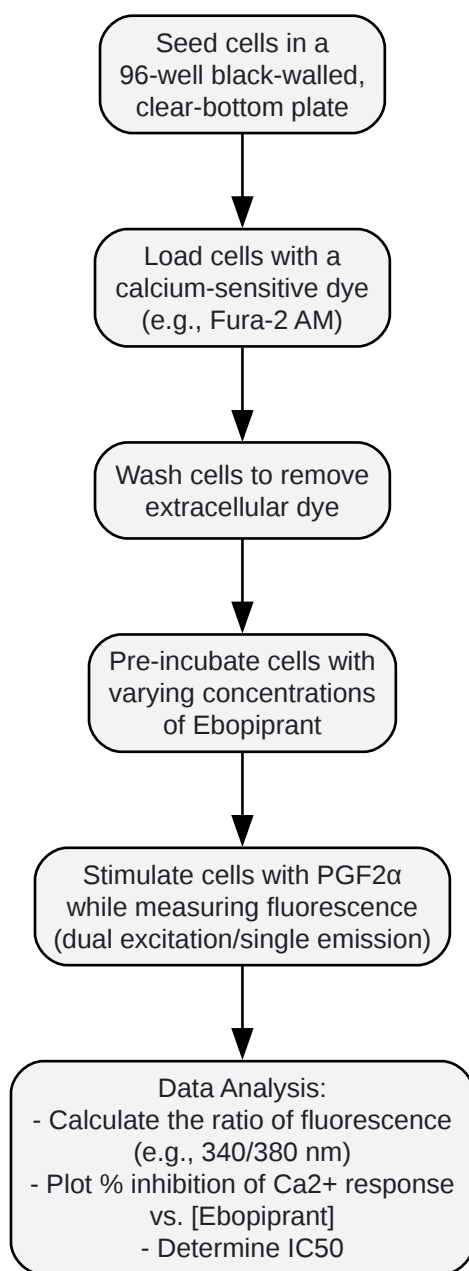 Seed cells in a
96-well black-walled,
clear-bottom plate
Load cells with a
calcium-sensitive dye
(e.g., Fura-2 AM)
Wash cells to remove
extracellular dye
Pre-incubate cells with
varying concentrations
of Ebopiprant
Stimulate cells with PGF2α
while measuring fluorescence
(dual excitation/single emission)
Data Analysis:
- Calculate the ratio of fluorescence
(e.g., 340/380 nm)
- Plot % inhibition of Ca2+ response
vs. [Ebopiprant]
- Determine IC50